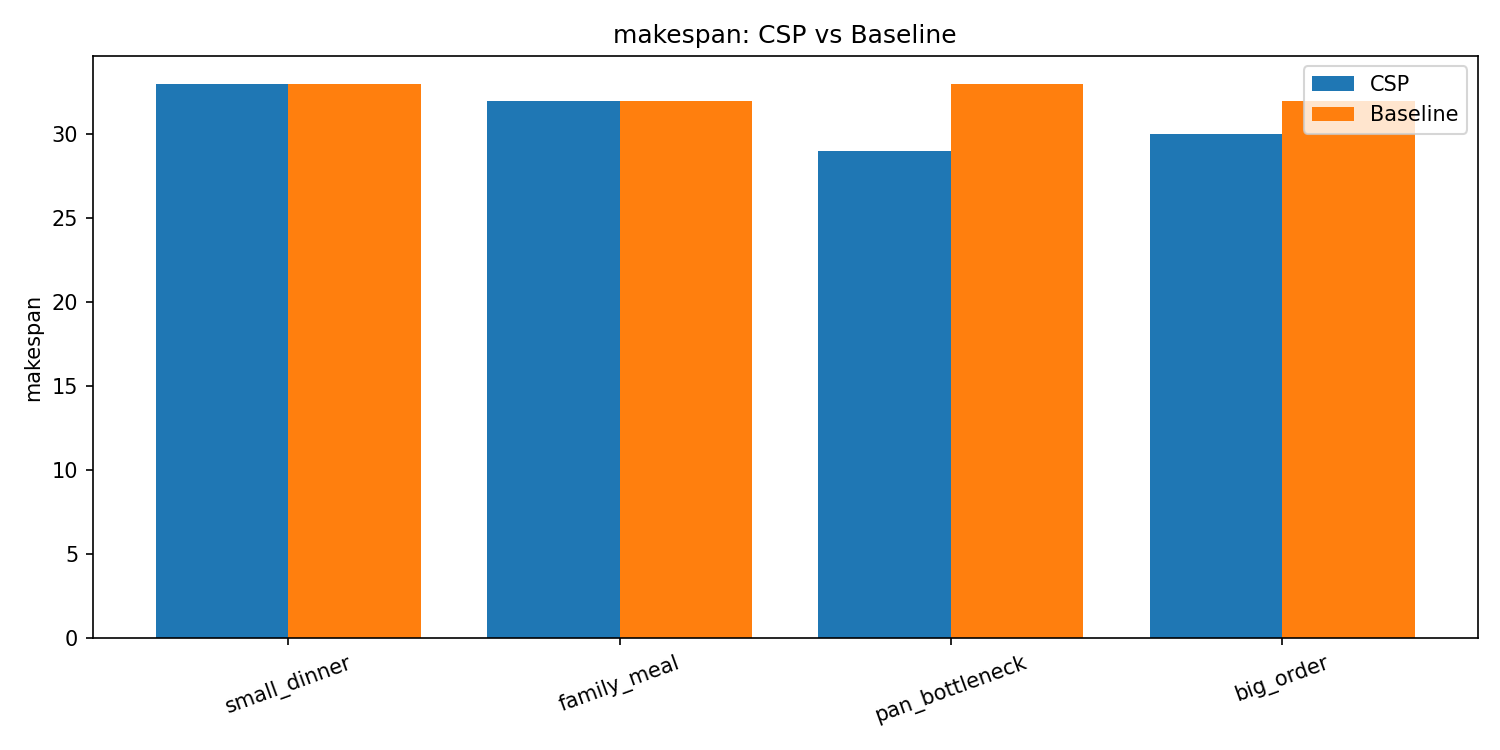 makespan: CSP vs Baseline
CSP
Baseline
makespan
30
25
20
15
10
5
0
small_dinner
family_meal
pan_bottleneck
big_order